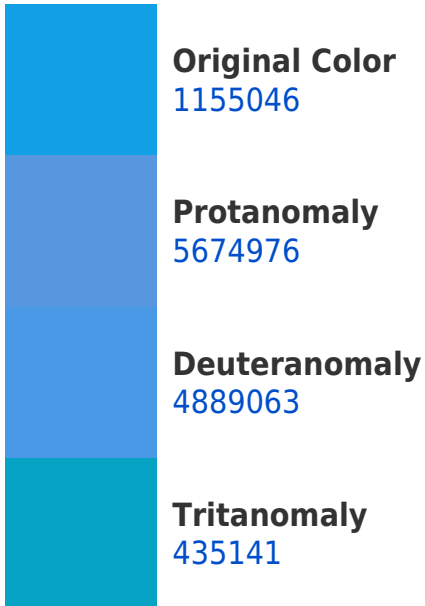 Original Color
1155046
Protanomaly
5674976
Deuteranomaly
4889063
Tritanomaly
435141